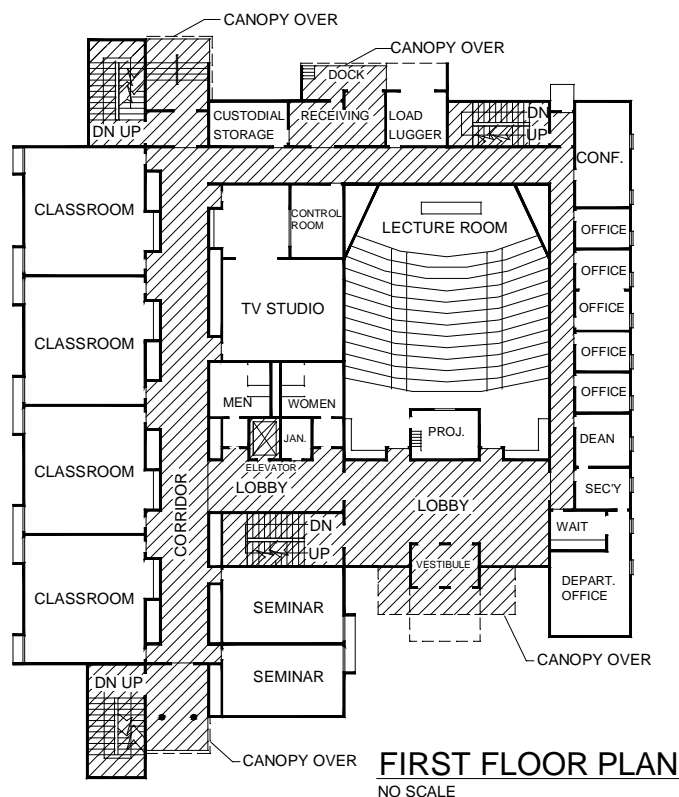 CANOPY OVER
CANOPY OVER
DOCK
DN UP
CUSTODIAL
STORAGE
RECEIVING
LOAD
LUGGER
DN
UP
CONF.
CLASSROOM
CONTROL
ROOM
LECTURE ROOM
OFFICE
OFFICE
TV STUDIO
OFFICE
CLASSROOM
OFFICE
OFFICE
MEN
WOMEN
PROJ.
JAN.
DEAN
CLASSROOM
ELEVATOR
LOBBY
SEC'Y
LOBBY
CORRIDOR
DN
UP
WAIT
VESTIBULE
DEPART.
OFFICE
CLASSROOM
SEMINAR
CANOPY OVER
SEMINAR
DN UP
CANOPY OVER
FIRST FLOOR PLAN
NO SCALE